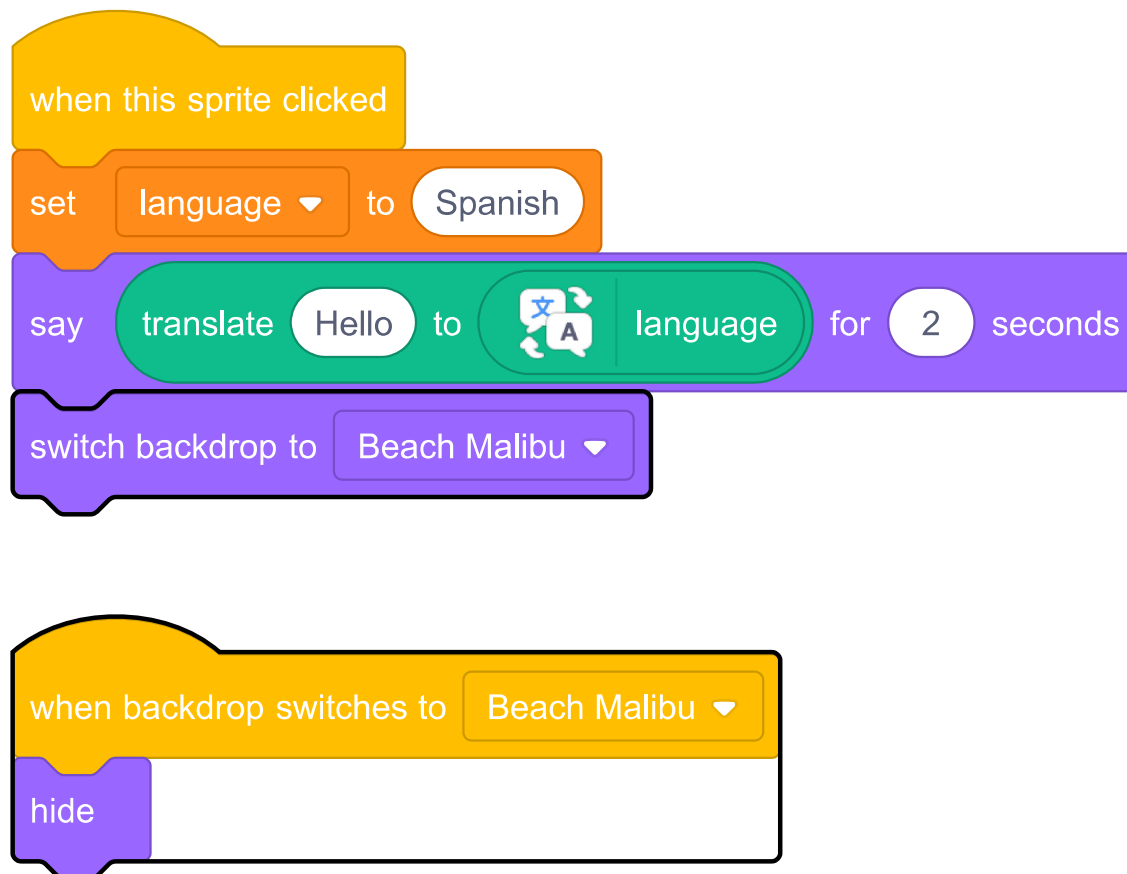 when this sprite clicked
set language to Spanish
say translate Hello to 文 A language for 2 seconds
switch backdrop to Beach Malibu
when backdrop switches to Beach Malibu
hide